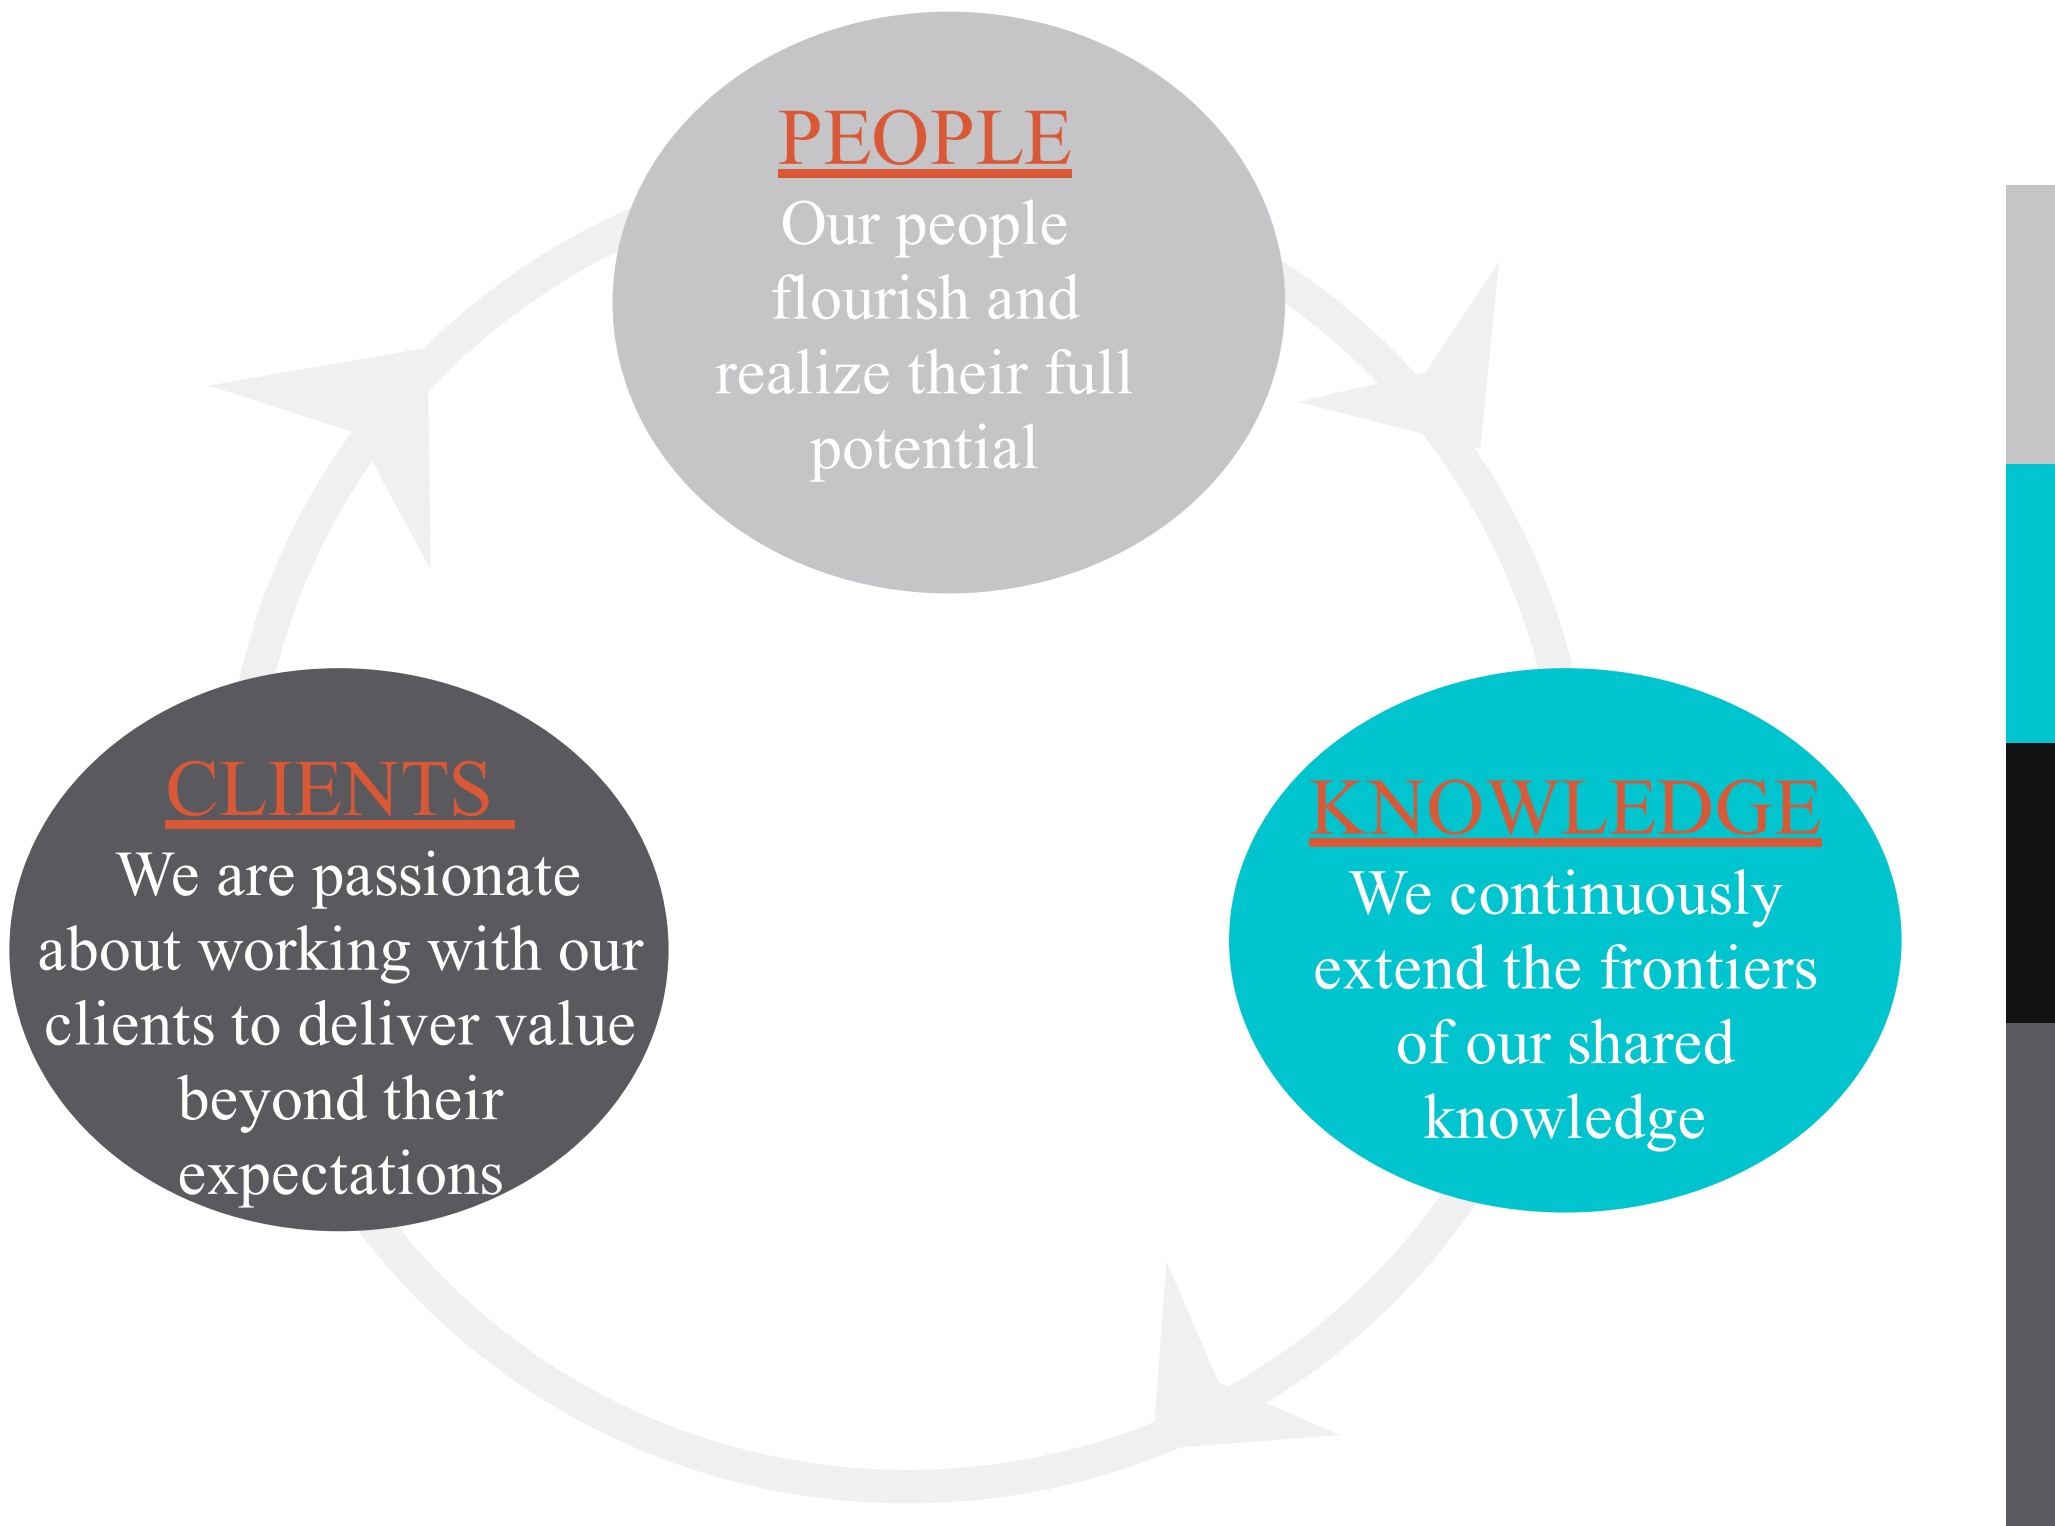 PEOPLE
Our people
flourish and
realize their full
potential
CLIENTS
We are passionate
about working with our
clients to deliver value
beyond their
expectations
KNOWLEDGE
We continuously
extend the frontiers
of our shared
knowledge